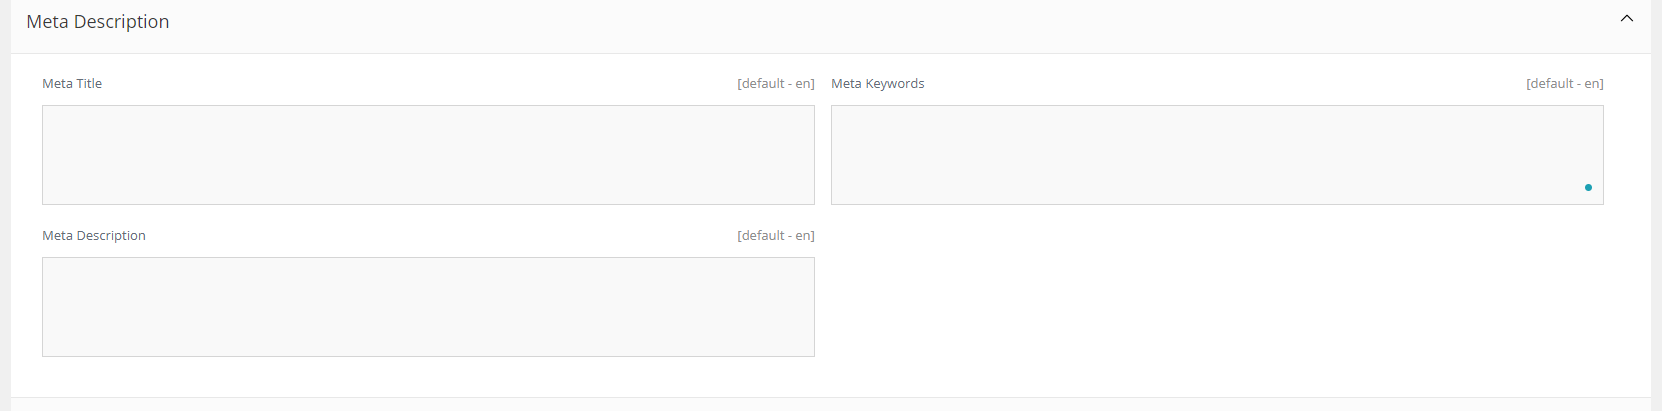 Meta Description
Meta Title [default - en] Meta Keywords [default - en]
Meta Description [default - en]